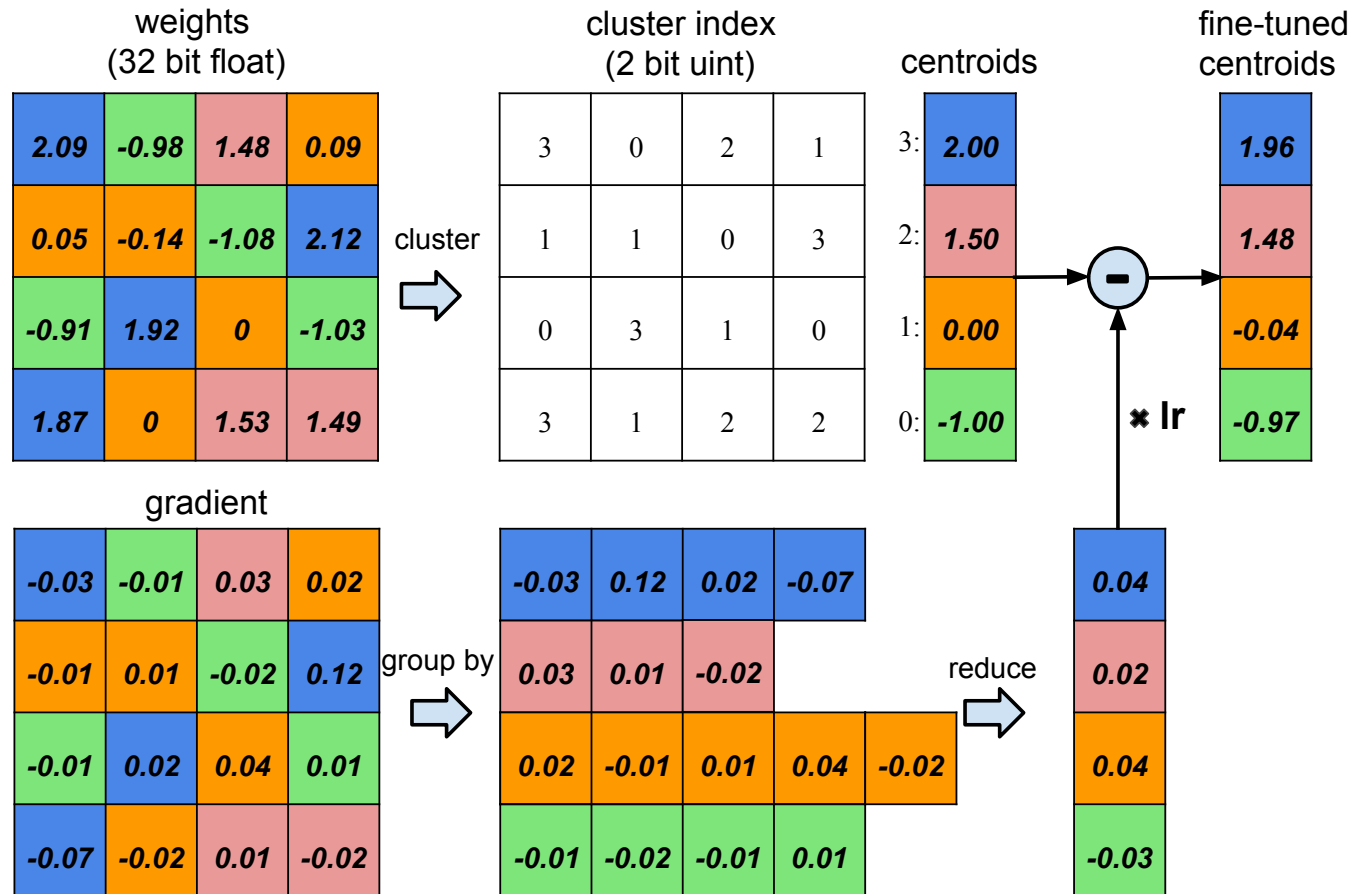 weights
(32 bit float)
cluster index
(2 bit uint)
centroids
fine-tuned
centroids
2.09 -0.98 1.48 0.09
0.05 -0.14 -1.08 2.12
-0.91 1.92 0 -1.03
1.87 0 1.53 1.49
cluster
3 0 2 1
1 1 0 3
0 3 1 0
3 1 2 2
3: 2.00
2: 1.50
1: 0.00
0: -1.00
-
× lr
1.96
1.48
-0.04
-0.97
gradient
-0.03 -0.01 0.03 0.02
-0.01 0.01 -0.02 0.12
-0.01 0.02 0.04 0.01
-0.07 -0.02 0.01 -0.02
group by
-0.03 0.12 0.02 -0.07
0.03 0.01 -0.02
0.02 -0.01 0.01 0.04 -0.02
-0.01 -0.02 -0.01 0.01
reduce
0.04
0.02
0.04
-0.03